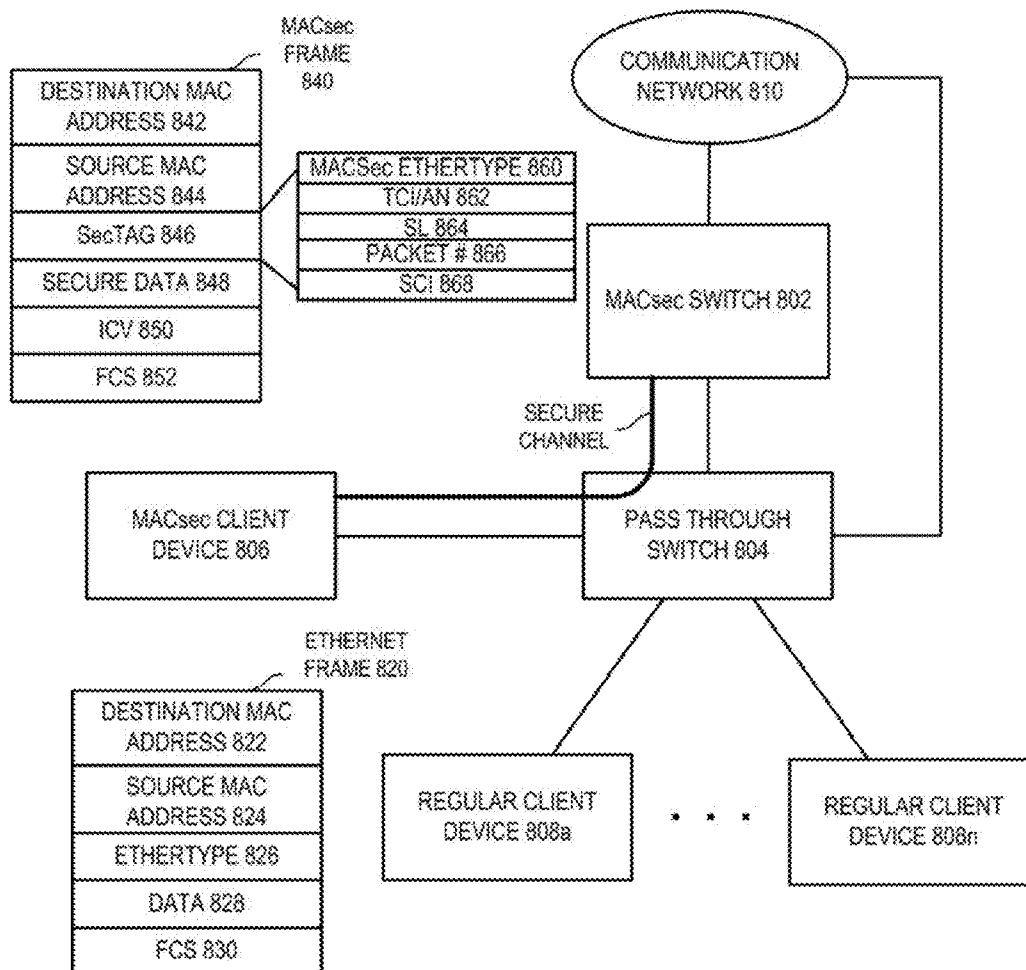 MACsec
FRAME
840
DESTINATION MAC
ADDRESS 842
SOURCE MAC
ADDRESS 844
SecTAG 846
SECURE DATA 848
ICV 850
FCS 852
MACSec ETHERTYPE 860
TCI/AN 862
SL 864
PACKET # 866
SCI 868
COMMUNICATION
NETWORK 810
MACsec SWITCH 802
SECURE
CHANNEL
MACsec CLIENT
DEVICE 806
PASS THROUGH
SWITCH 804
ETHERNET
FRAME 820
DESTINATION MAC
ADDRESS 822
SOURCE MAC
ADDRESS 824
ETHERTYPE 826
DATA 828
FCS 830
REGULAR CLIENT
DEVICE 808a
. . .
REGULAR CLIENT
DEVICE 808n